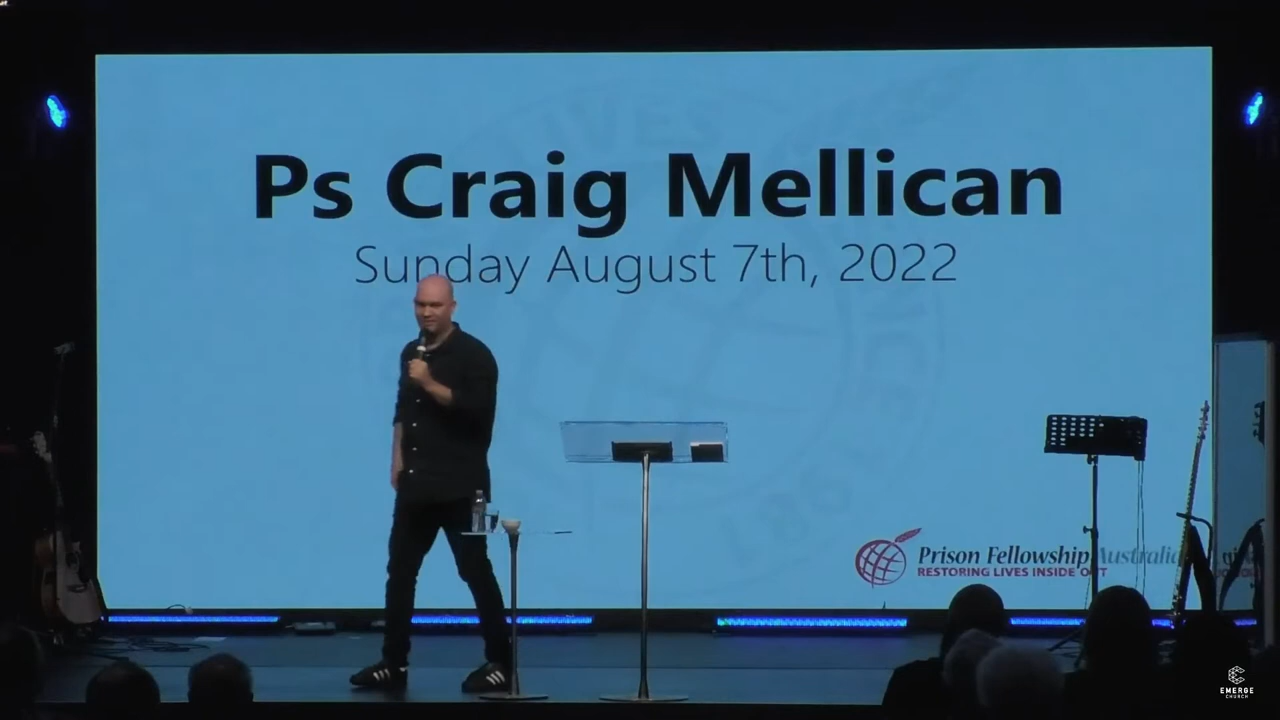 Ps Craig Mellican
Sunday August 7th, 2022
Prison Fellowship Australia
RESTORING LIVES INSIDE OUT
EMERGE
CHURCH